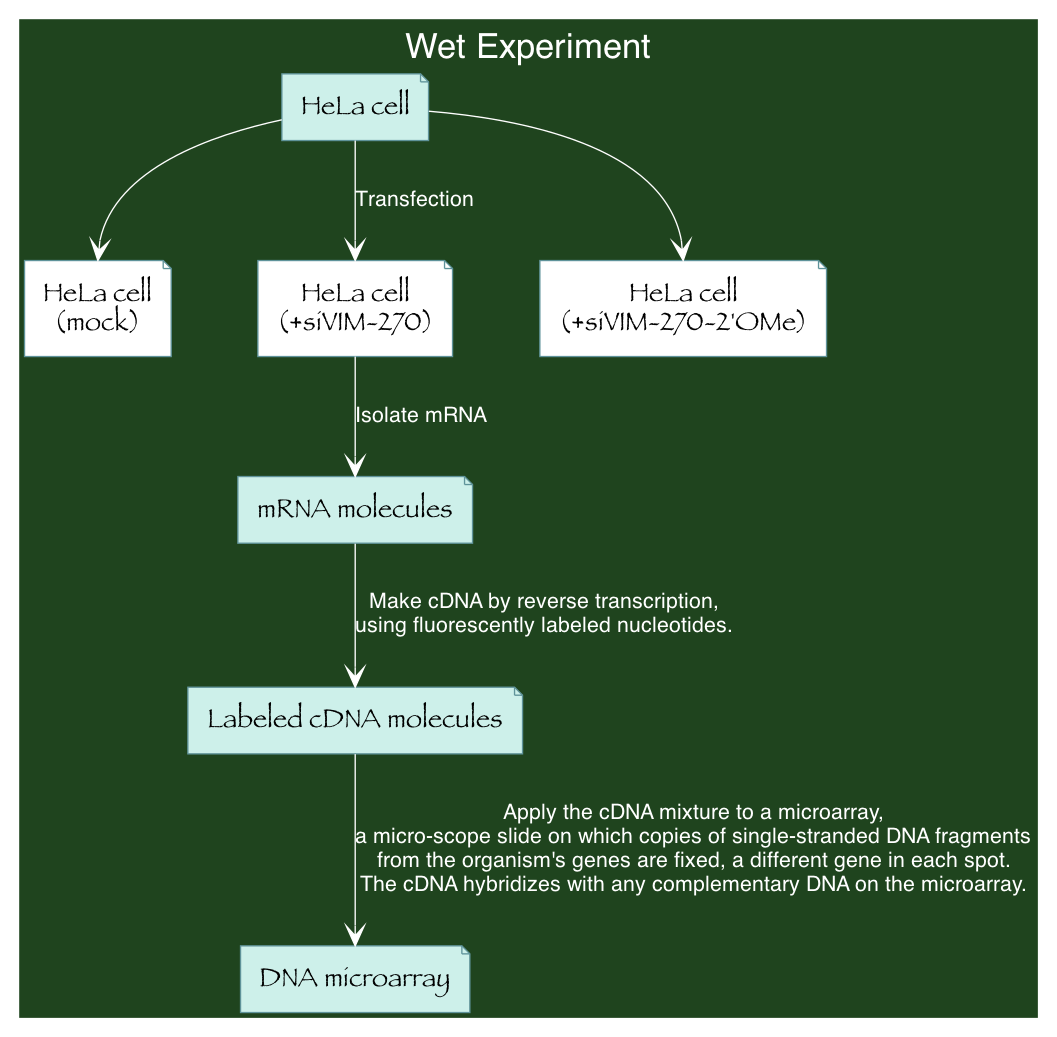 Wet Experiment
HeLa cell
Transfection
HeLa cell
(mock)
HeLa cell
(+siVIM-270)
HeLa cell
(+siVIM-270-2'OMe)
Isolate mRNA
mRNA molecules
Make cDNA by reverse transcription,
using fluorescently labeled nucleotides.
Labeled cDNA molecules
Apply the cDNA mixture to a microarray,
a micro-scope slide on which copies of single-stranded DNA fragments
from the organism's genes are fixed, a different gene in each spot.
The cDNA hybridizes with any complementary DNA on the microarray.
DNA microarray